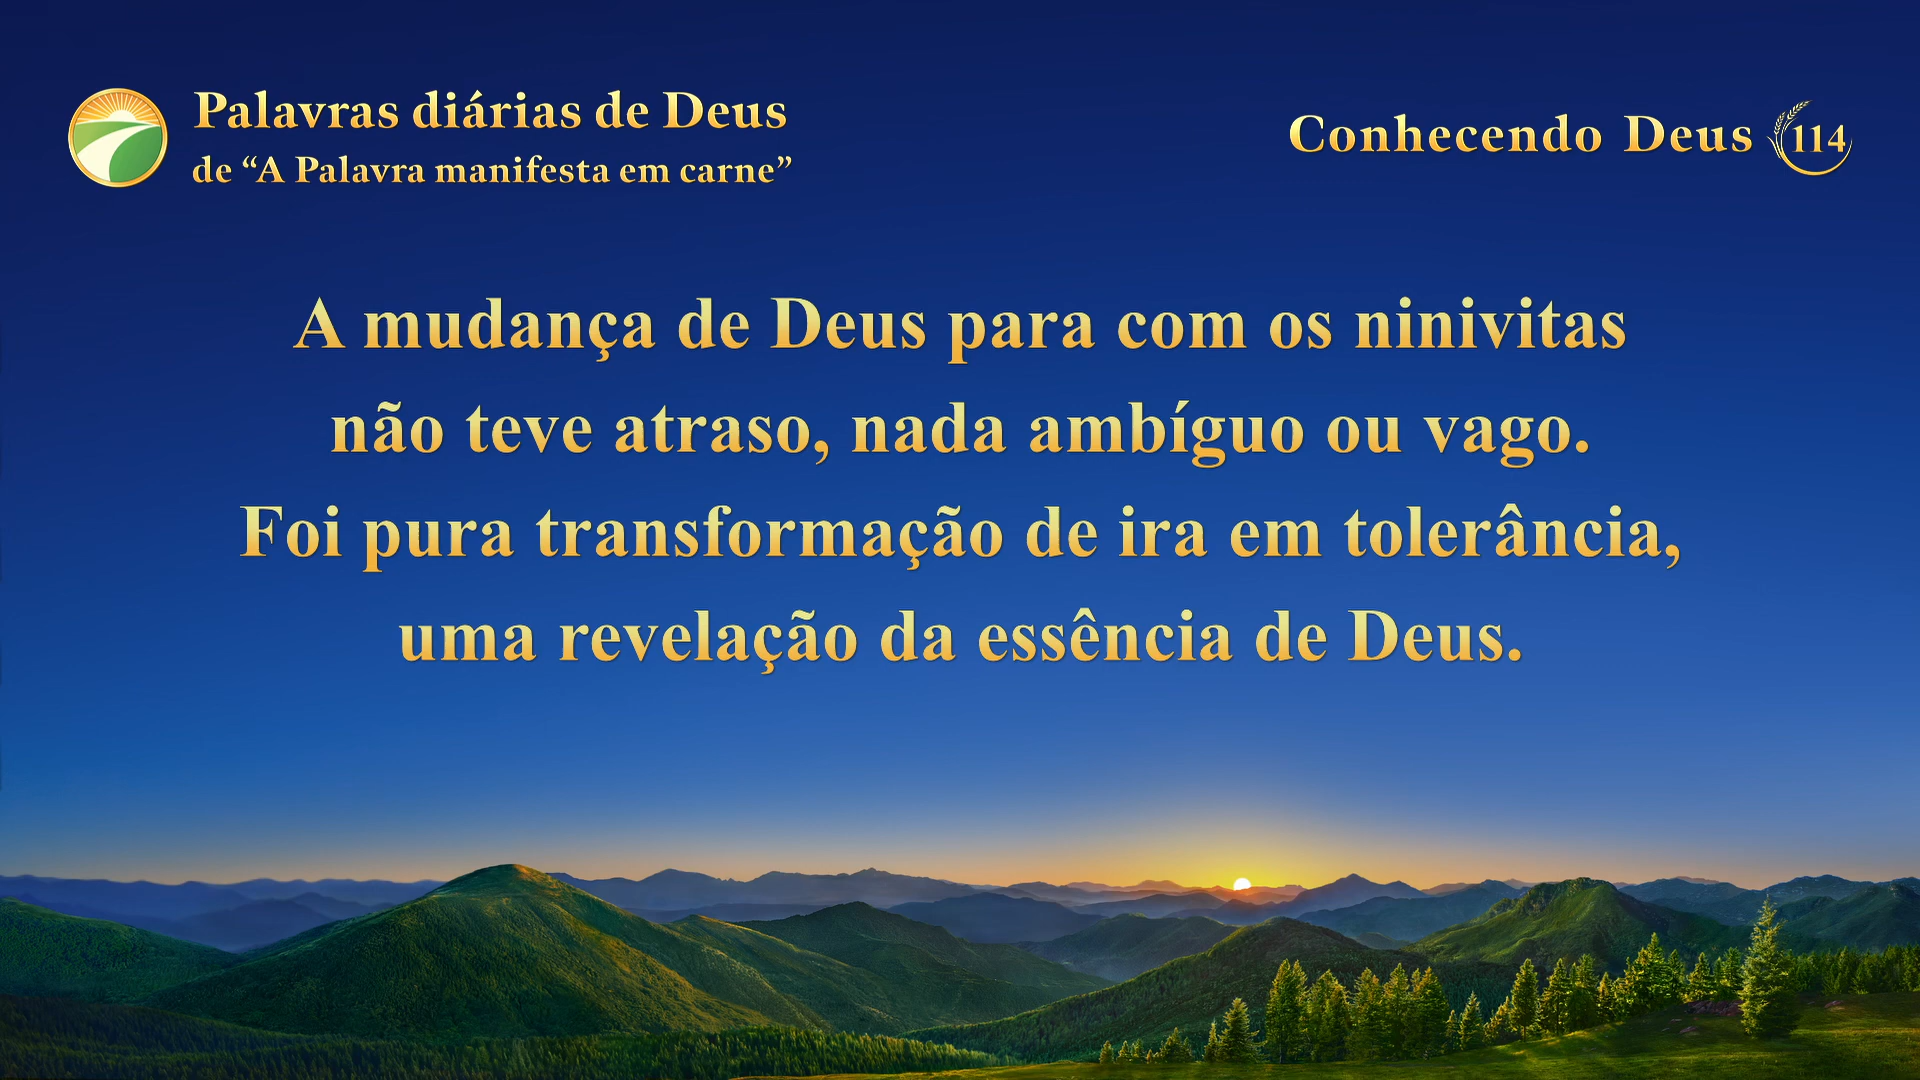 Palavras diárias de Deus
de “A Palavra manifesta em carne”
Conhecendo Deus 114
A mudança de Deus para com os ninivitas
não teve atraso, nada ambíguo ou vago.
Foi pura transformação de ira em tolerância,
uma revelação da essência de Deus.